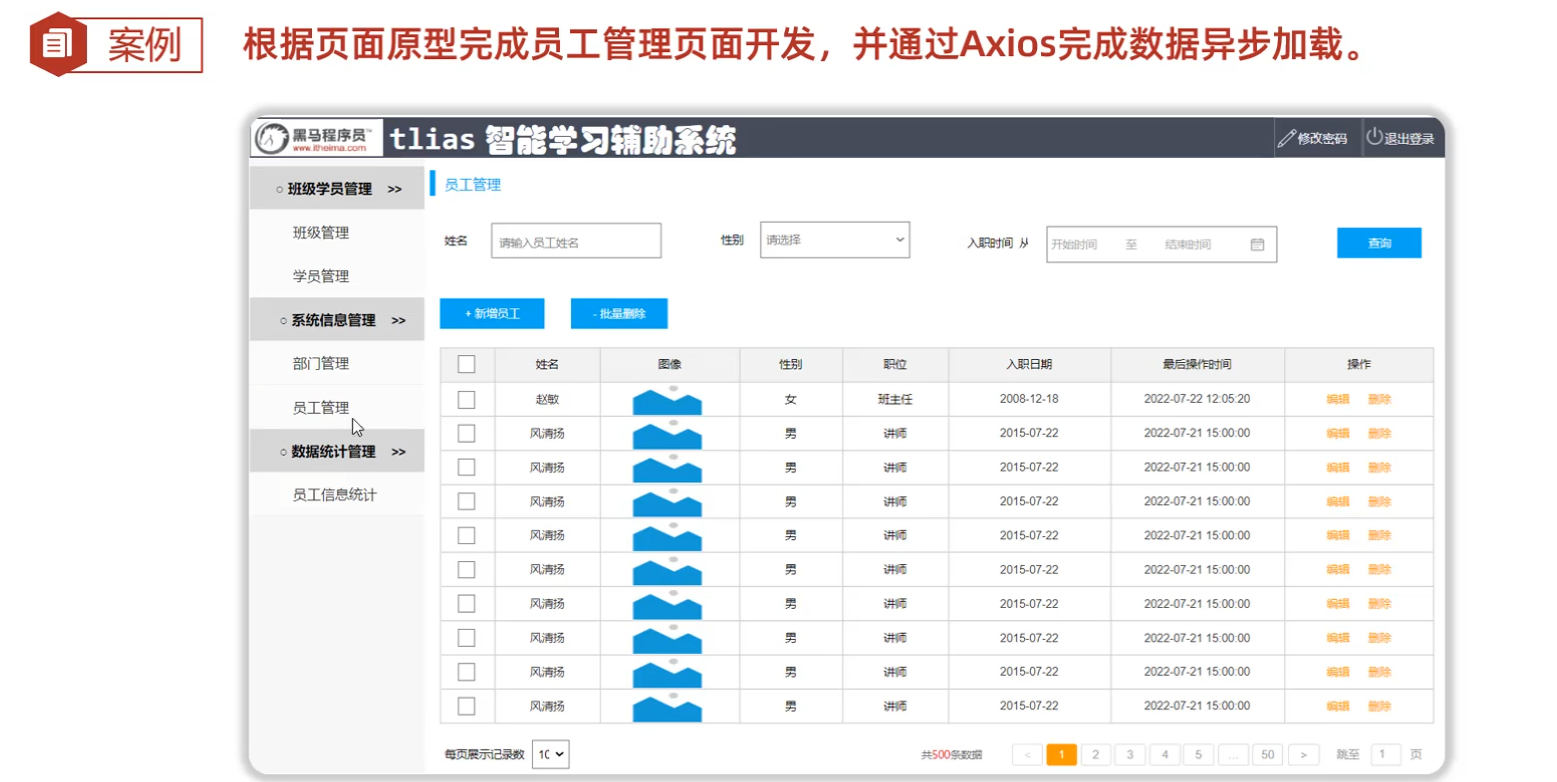 案例
根据页面原型完成员工管理页面开发，并通过Axios完成数据异步加载。
黑马程序员
www.itheima.com
tlias 智能学习辅助系统
修改密码
退出登录
班级学员管理 >>
班级管理
学员管理
系统信息管理 >>
部门管理
员工管理
数据统计管理 >>
员工信息统计
员工管理
姓名 请输入员工姓名 性别 请选择 入职时间 从 开始时间 至 结束时间 查询
+ 新增员工 - 批量删除
姓名 图像 性别 职位 入职日期 最后操作时间 操作
赵敏 女 班主任 2008-12-18 2022-07-22 12:05:20 编辑 删除
风清扬 男 讲师 2015-07-22 2022-07-21 15:00:00 编辑 删除
风清扬 男 讲师 2015-07-22 2022-07-21 15:00:00 编辑 删除
风清扬 男 讲师 2015-07-22 2022-07-21 15:00:00 编辑 删除
风清扬 男 讲师 2015-07-22 2022-07-21 15:00:00 编辑 删除
风清扬 男 讲师 2015-07-22 2022-07-21 15:00:00 编辑 删除
风清扬 男 讲师 2015-07-22 2022-07-21 15:00:00 编辑 删除
风清扬 男 讲师 2015-07-22 2022-07-21 15:00:00 编辑 删除
风清扬 男 讲师 2015-07-22 2022-07-21 15:00:00 编辑 删除
风清扬 男 讲师 2015-07-22 2022-07-21 15:00:00 编辑 删除
每页展示记录数 10 共500条数据 < 1 2 3 4 5 ... 50 > 跳至 1 页